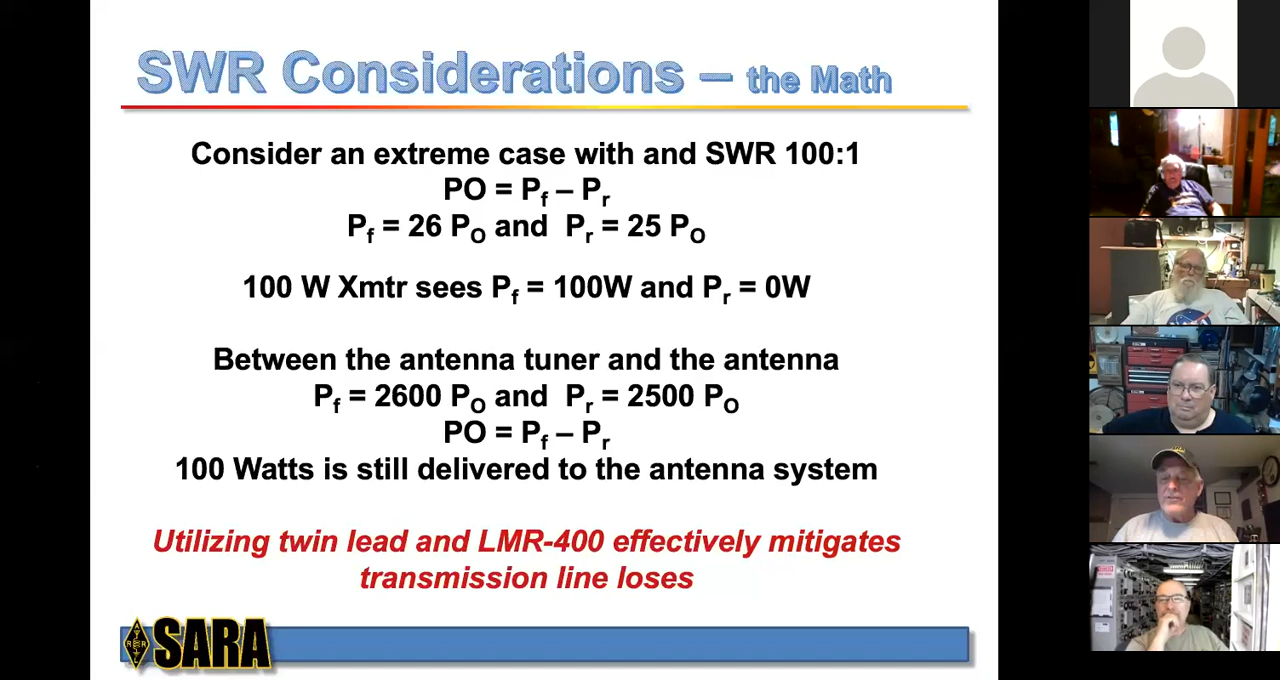 SWR Considerations – the Math
Consider an extreme case with and SWR 100:1
PO = Pf – Pr
Pf = 26 PO and Pr = 25 PO
100 W Xmtr sees Pf = 100W and Pr = 0W
Between the antenna tuner and the antenna
Pf = 2600 PO and Pr = 2500 PO
PO = Pf – Pr
100 Watts is still delivered to the antenna system
Utilizing twin lead and LMR-400 effectively mitigates
transmission line loses
SARA